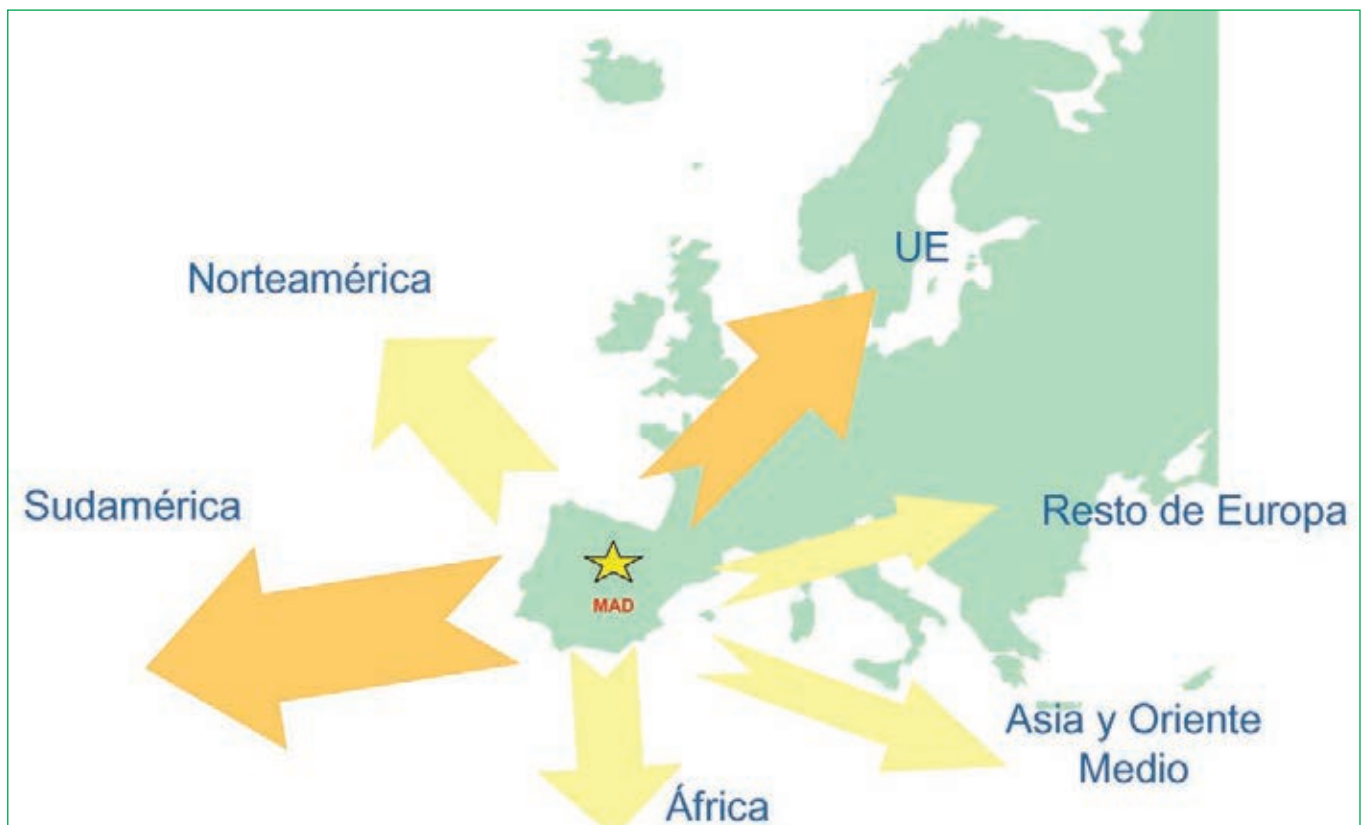 UE
Norteamérica
Sudamérica
Resto de Europa
MAD
Asia y Oriente
Medio
África